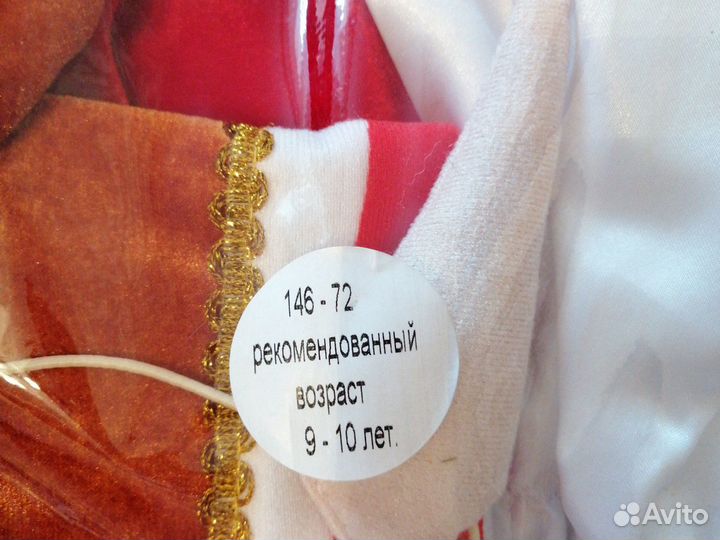 146 - 72
рекомендованный
возраст
9 - 10 лет.
Avito